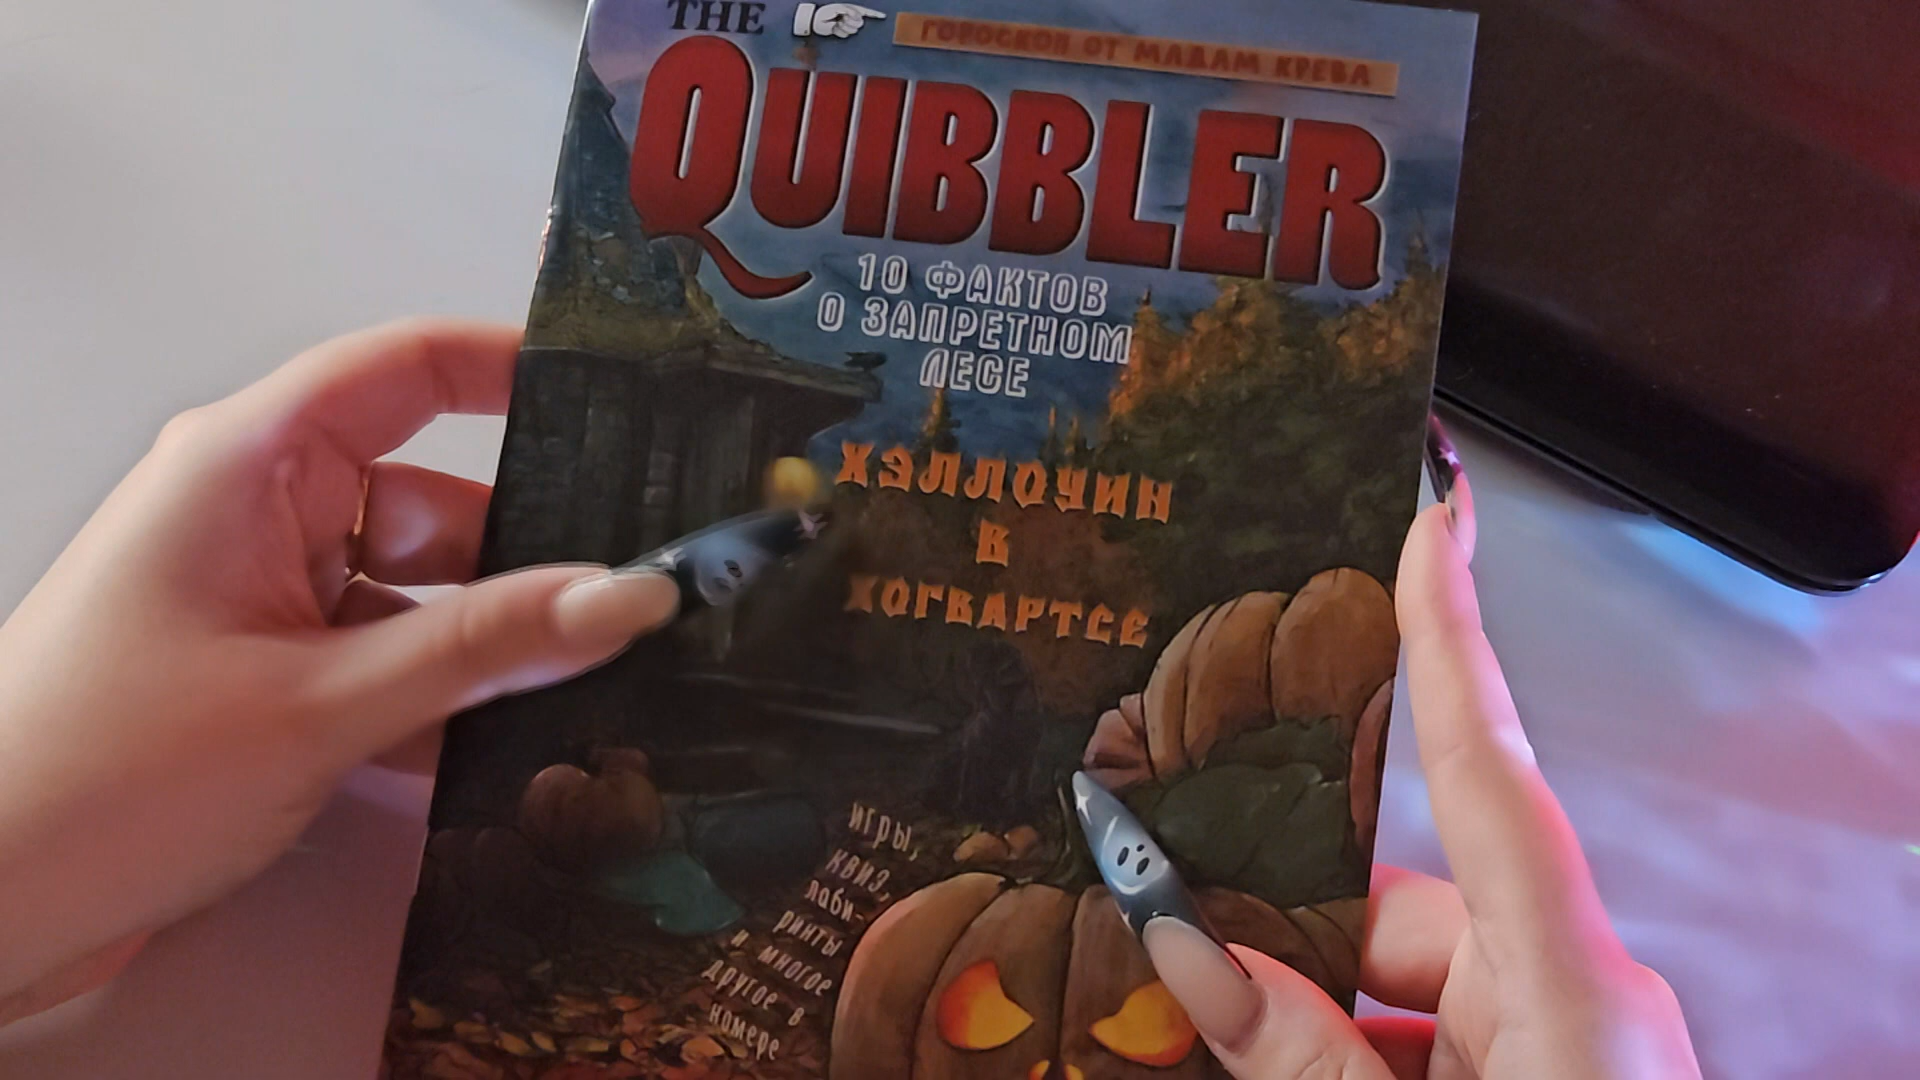 THE
ГОРОСКОП ОТ МАДАМ КРЕВА
QUIBBLER
10 ФАКТОВ
О ЗАПРЕТНОМ
ЛЕСЕ
ХЭЛЛОУИН
В
ХОГВАРТСЕ
игры,
квиз,
лаби-
ринты
и многое
другое в
номере